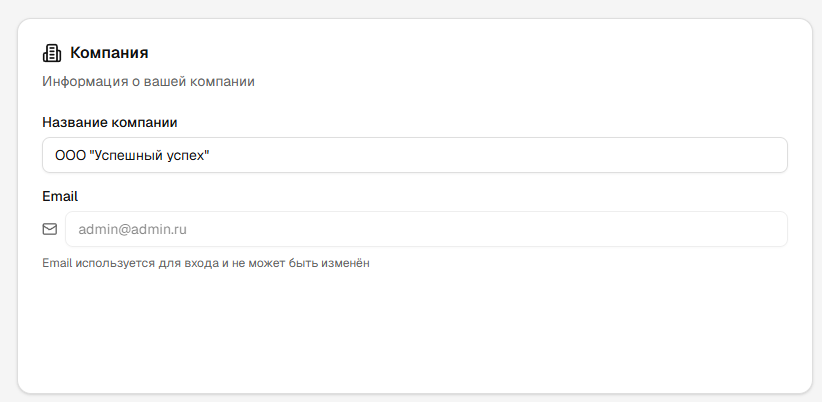 Компания
Информация о вашей компании
Название компании
ООО "Успешный успех"
Email
admin@admin.ru
Email используется для входа и не может быть изменён